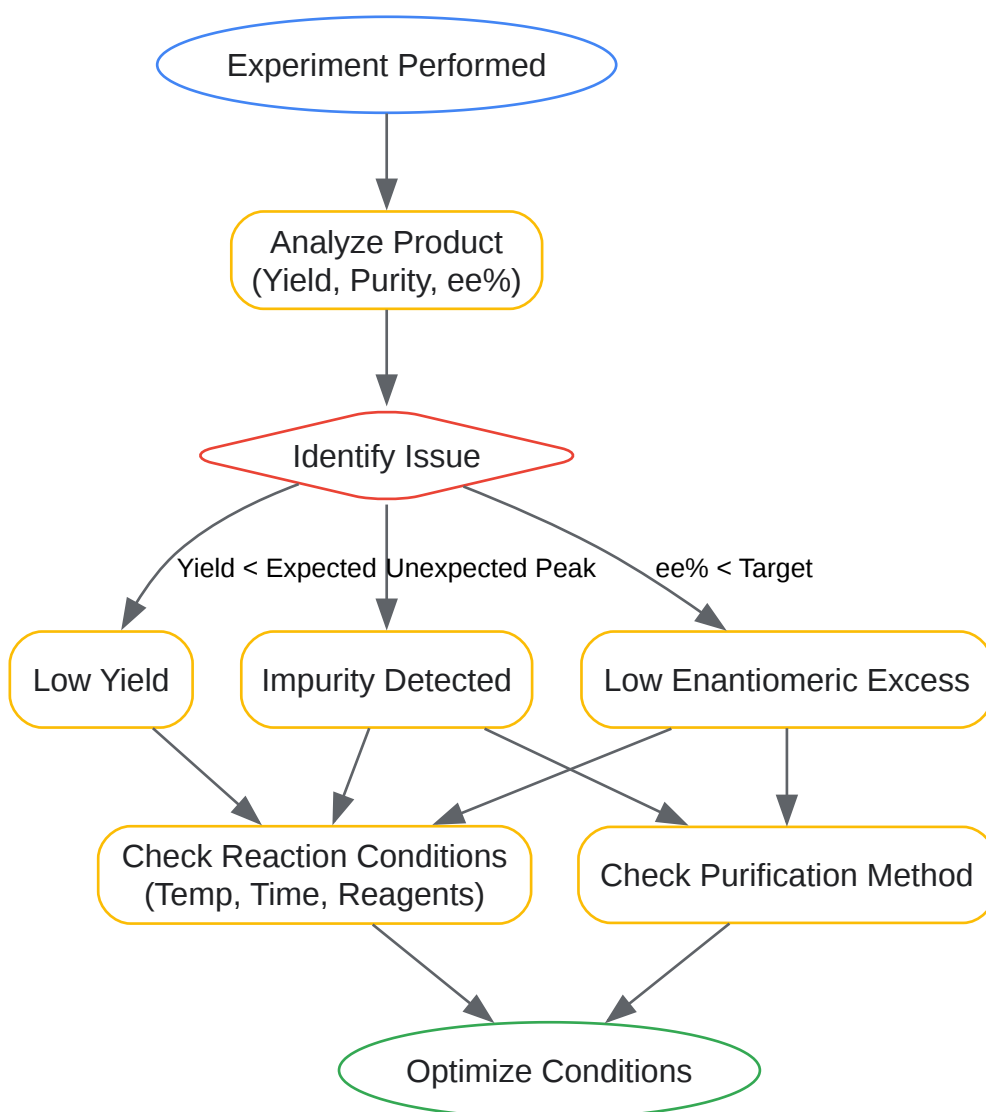 Experiment Performed
Analyze Product
(Yield, Purity, ee%)
Identify Issue
Yield < Expected
Unexpected Peak
ee% < Target
Low Yield
Impurity Detected
Low Enantiomeric Excess
Check Reaction Conditions
(Temp, Time, Reagents)
Check Purification Method
Optimize Conditions